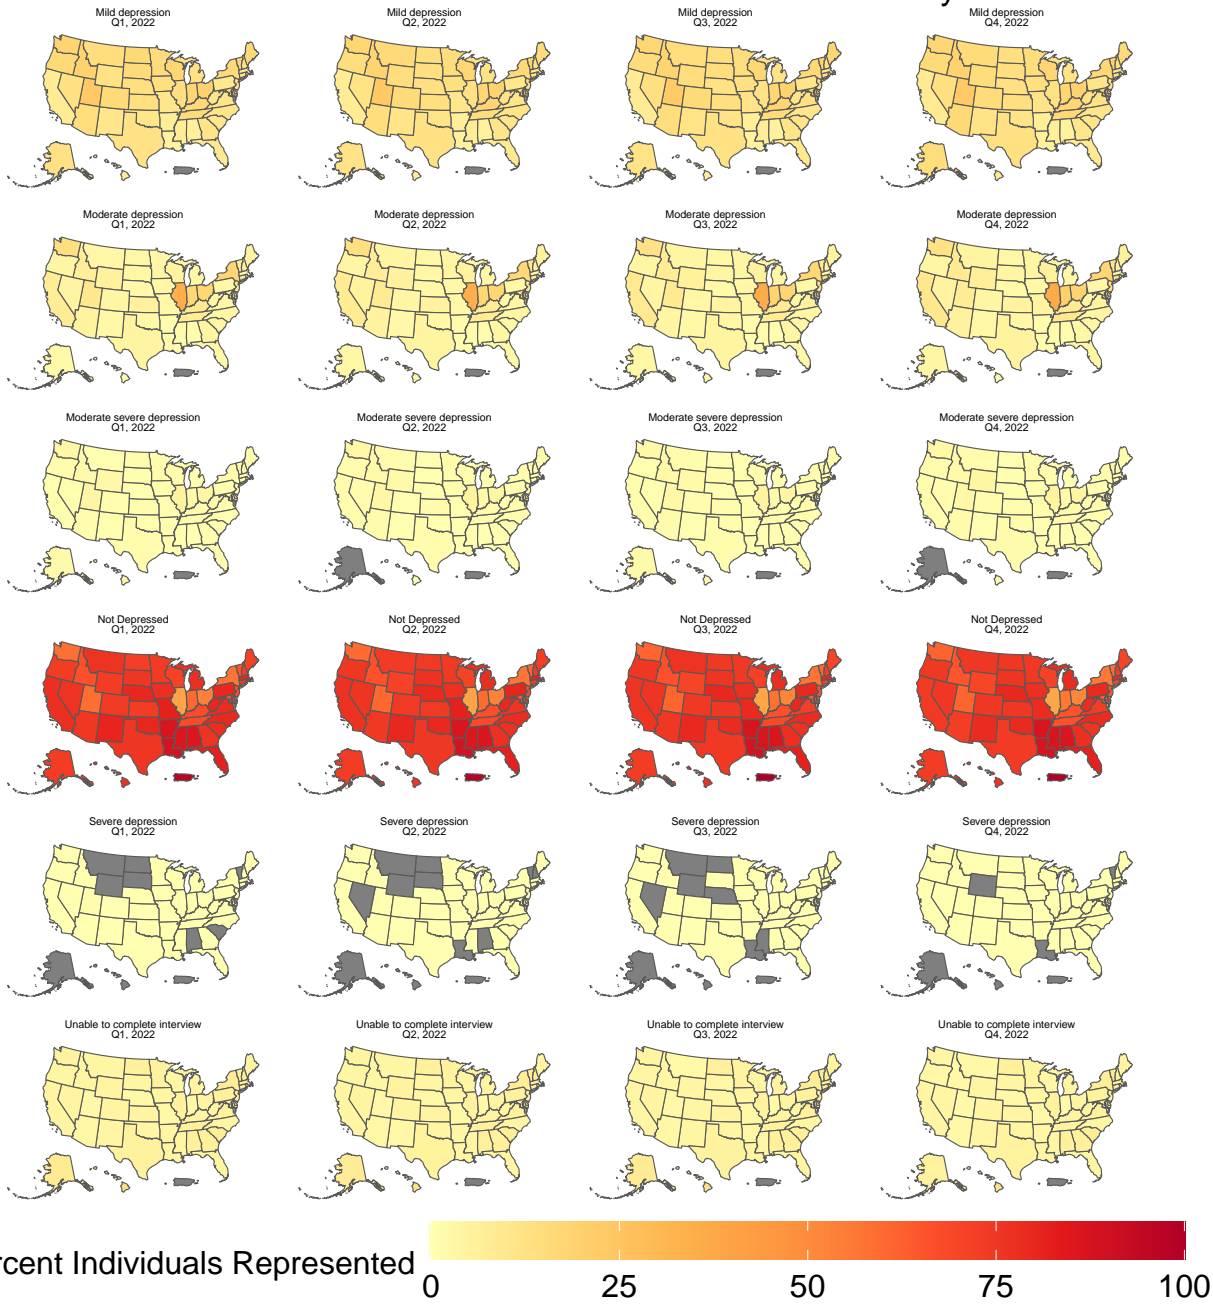 Mild depression
Q1, 2022
Mild depression
Q2, 2022
Mild depression
Q3, 2022
Mild depression
Q4, 2022
Moderate depression
Q1, 2022
Moderate depression
Q2, 2022
Moderate depression
Q3, 2022
Moderate depression
Q4, 2022
Moderate severe depression
Q1, 2022
Moderate severe depression
Q2, 2022
Moderate severe depression
Q3, 2022
Moderate severe depression
Q4, 2022
Not Depressed
Q1, 2022
Not Depressed
Q2, 2022
Not Depressed
Q3, 2022
Not Depressed
Q4, 2022
Severe depression
Q1, 2022
Severe depression
Q2, 2022
Severe depression
Q3, 2022
Severe depression
Q4, 2022
Unable to complete interview
Q1, 2022
Unable to complete interview
Q2, 2022
Unable to complete interview
Q3, 2022
Unable to complete interview
Q4, 2022
rcent Individuals Represented
0 25 50 75 100